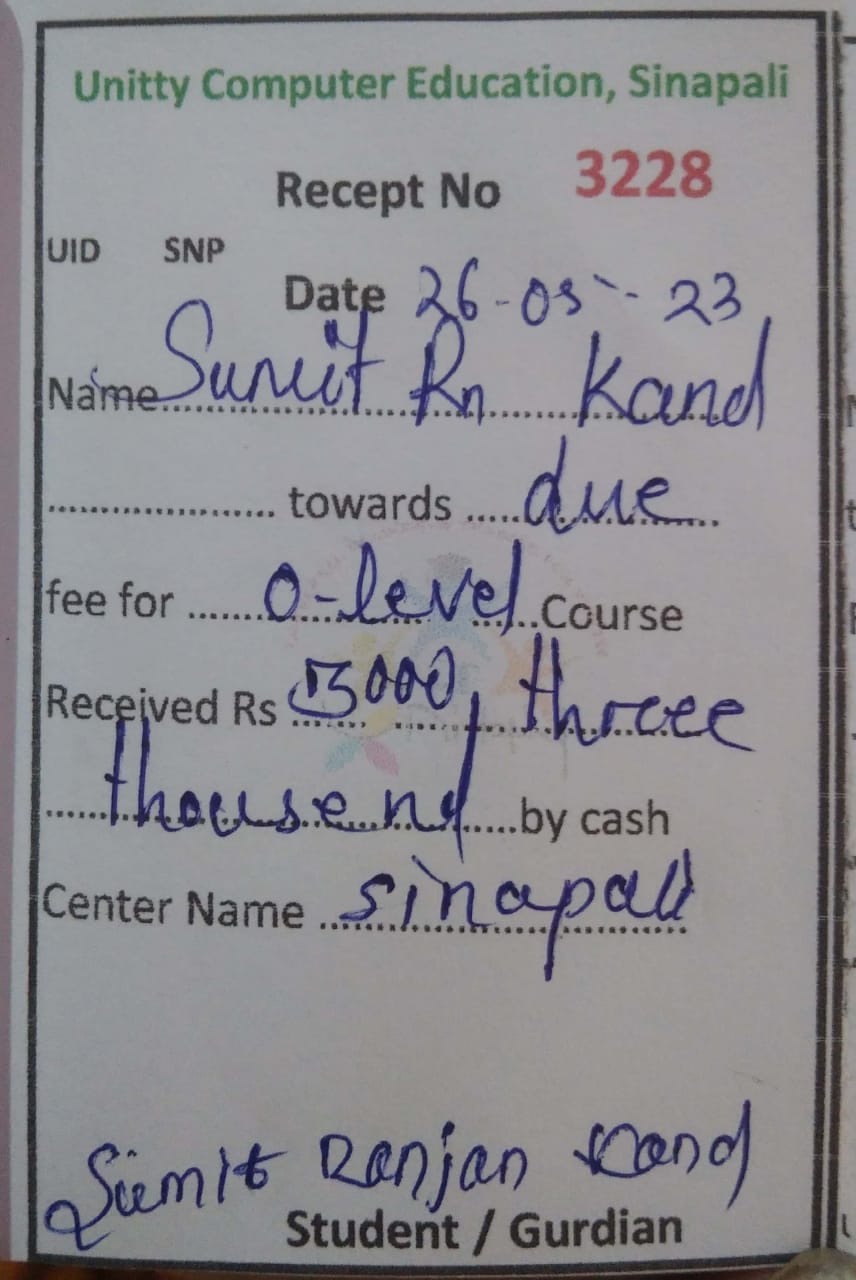 Unitty Computer Education, Sinapali
Recept No 3228
UID SNP
Date 26-05-23
Name Sumit Rn Kand
towards due
fee for O-level Course
Received Rs 3000, threee
thousend by cash
Center Name sinapali
Sumit Ranjan Kand
Student / Gurdian